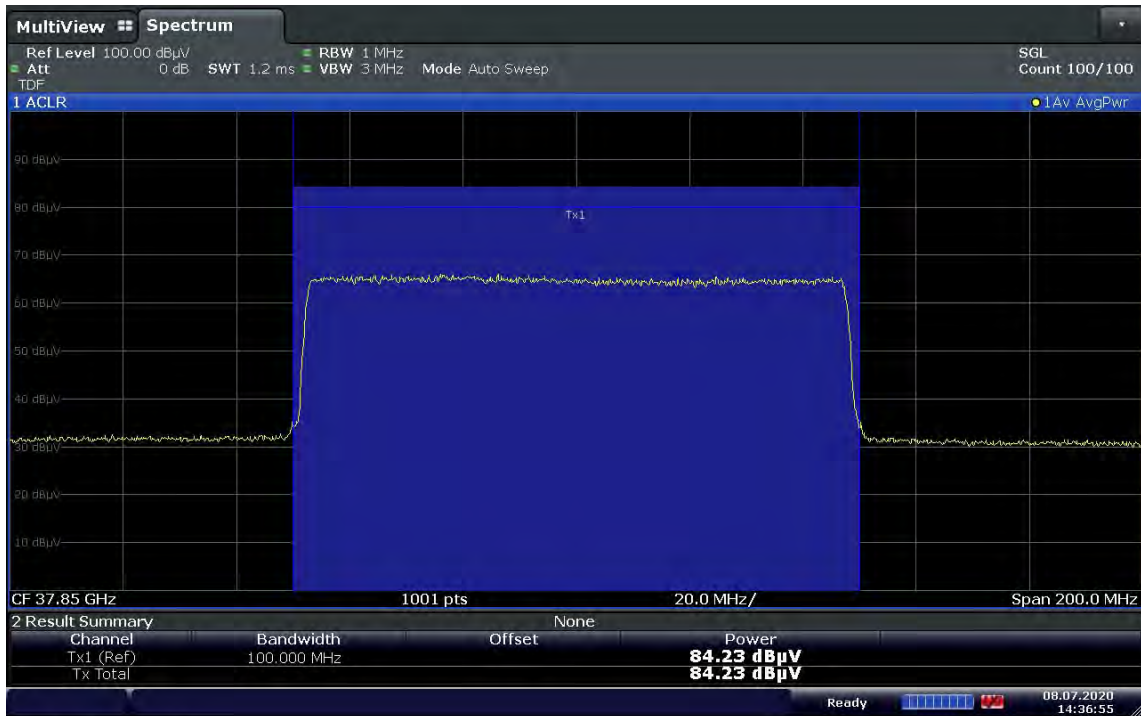 MultiView Spectrum
Ref Level 100.00 dBµV RBW 1 MHz SGL
Att 0 dB SWT 1.2 ms VBW 3 MHz Mode Auto Sweep Count 100/100
TDF
1 ACLR 1Av AvgPwr
90 dBµV
80 dBµV
Tx1
70 dBµV
60 dBµV
50 dBµV
40 dBµV
30 dBµV
20 dBµV
10 dBµV
CF 37.85 GHz 1001 pts 20.0 MHz/ Span 200.0 MHz
2 Result Summary None
Channel Bandwidth Offset Power
Tx1 (Ref) 100.000 MHz 84.23 dBµV
Tx Total 84.23 dBµV
Ready 08.07.2020
14:36:55